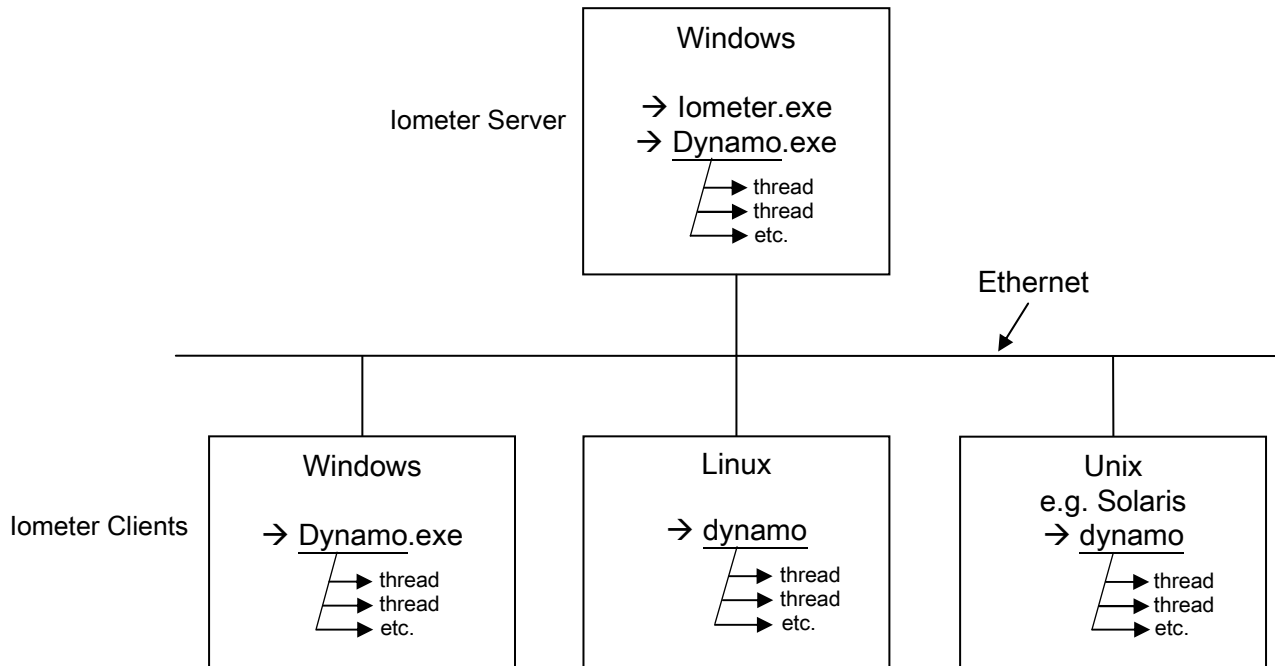 Windows
Iometer Server
→ Iometer.exe
→ Dynamo.exe
thread
thread
etc.
Ethernet
Iometer Clients
Windows
→ Dynamo.exe
thread
thread
etc.
Linux
→ dynamo
thread
thread
etc.
Unix
e.g. Solaris
→ dynamo
thread
thread
etc.